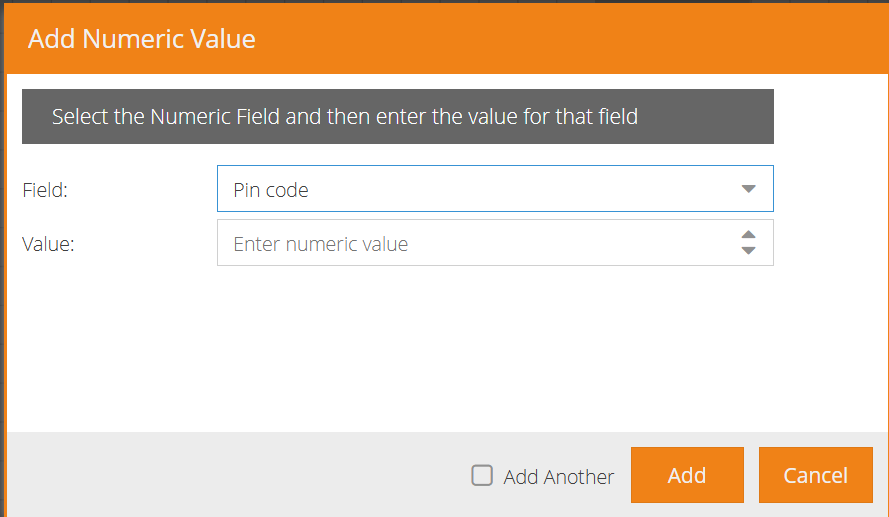 Add Numeric Value
Select the Numeric Field and then enter the value for that field
Field:
Pin code
Value:
Enter numeric value
Add Another
Add
Cancel